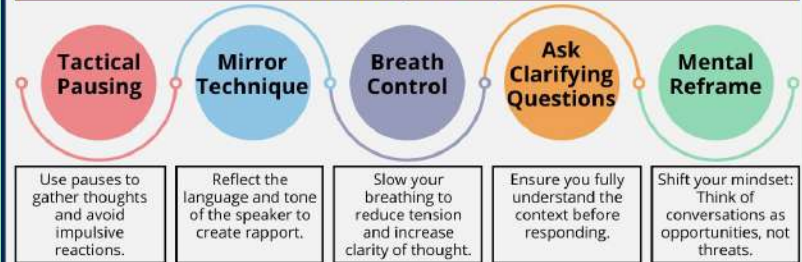 Tactical
Pausing
Mirror
Technique
Breath
Control
Ask
Clarifying
Questions
Mental
Reframe
Use pauses to
gather thoughts
and avoid
impulsive
reactions.
Reflect the
language and tone
of the speaker to
create rapport.
Slow your
breathing to
reduce tension
and increase
clarity of thought.
Ensure you fully
understand the
context before
responding.
Shift your mindset:
Think of
conversations as
opportunities, not
threats.